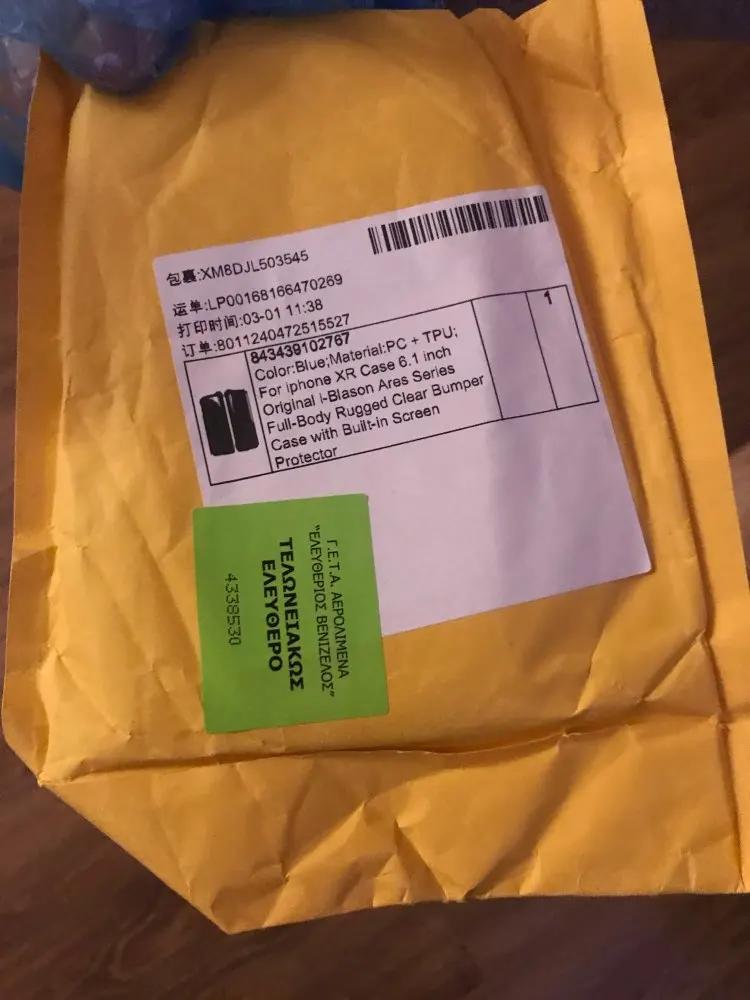 包裹:XM8DJL503545
运单:LP00168166470269
打印时间:03-01 11:38
订单:8011240472515527
843439102767
1
Color:Blue;Material:PC + TPU;
For iphone XR Case 6.1 inch
Original i-Blason Ares Series
Full-Body Rugged Clear Bumper
Case with Built-in Screen
Protector
Γ.Ε.Τ.Α. ΑΕΡΟΛΙΜΕΝΑ
"ΕΛΕΥΘΕΡΙΟΣ ΒΕΝΙΖΕΛΟΣ"
ΤΕΛΩΝΕΙΑΚΩΣ
ΕΛΕΥΘΕΡΟ
4338530